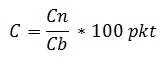 C = Cn/Cb * 100 pkt